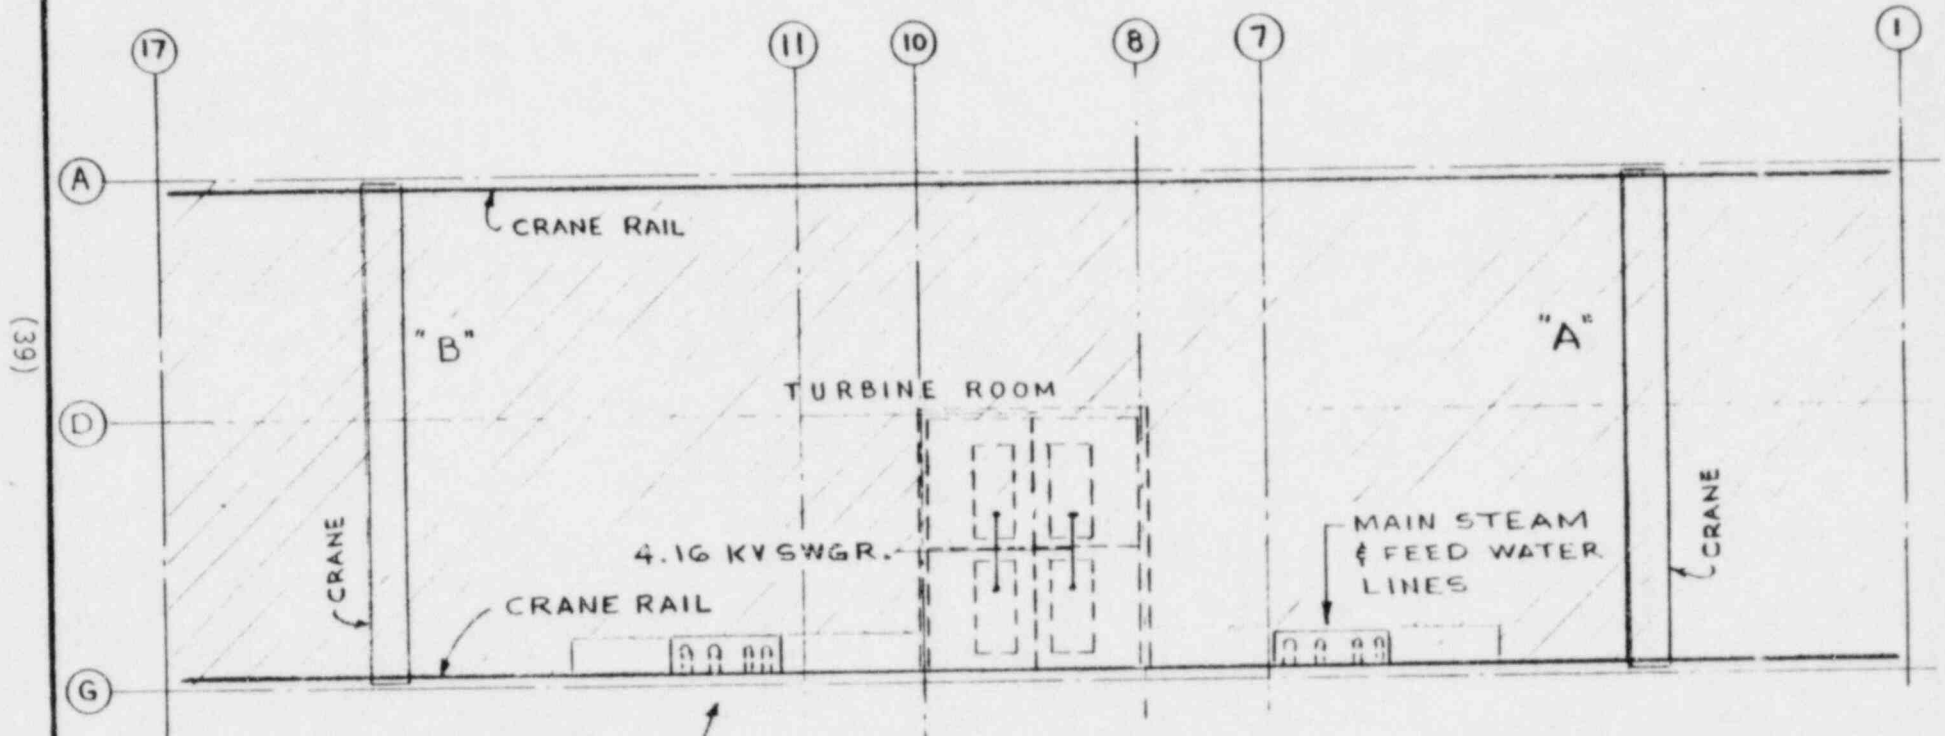 17
11
10
8
7
1
A
CRANE RAIL
(39)
"B"
"A"
TURBINE ROOM
D
CRANE
4.16 KV SWGR.
MAIN STEAM
& FEED WATER
LINES
CRANE
CRANE RAIL
G